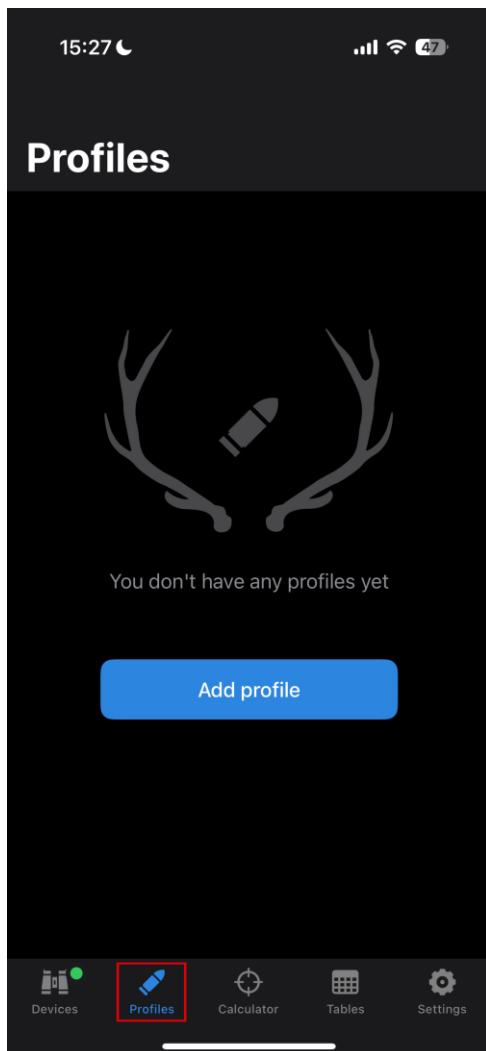 15:27
47
Profiles
You don't have any profiles yet
Add profile
Devices
Profiles
Calculator
Tables
Settings